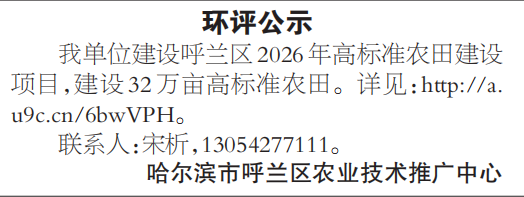 环评公示
我单位建设呼兰区2026年高标准农田建设
项目,建设32万亩高标准农田。详见:http://a.
u9c.cn/6bwVPH。
联系人:宋析,13054277111。
哈尔滨市呼兰区农业技术推广中心